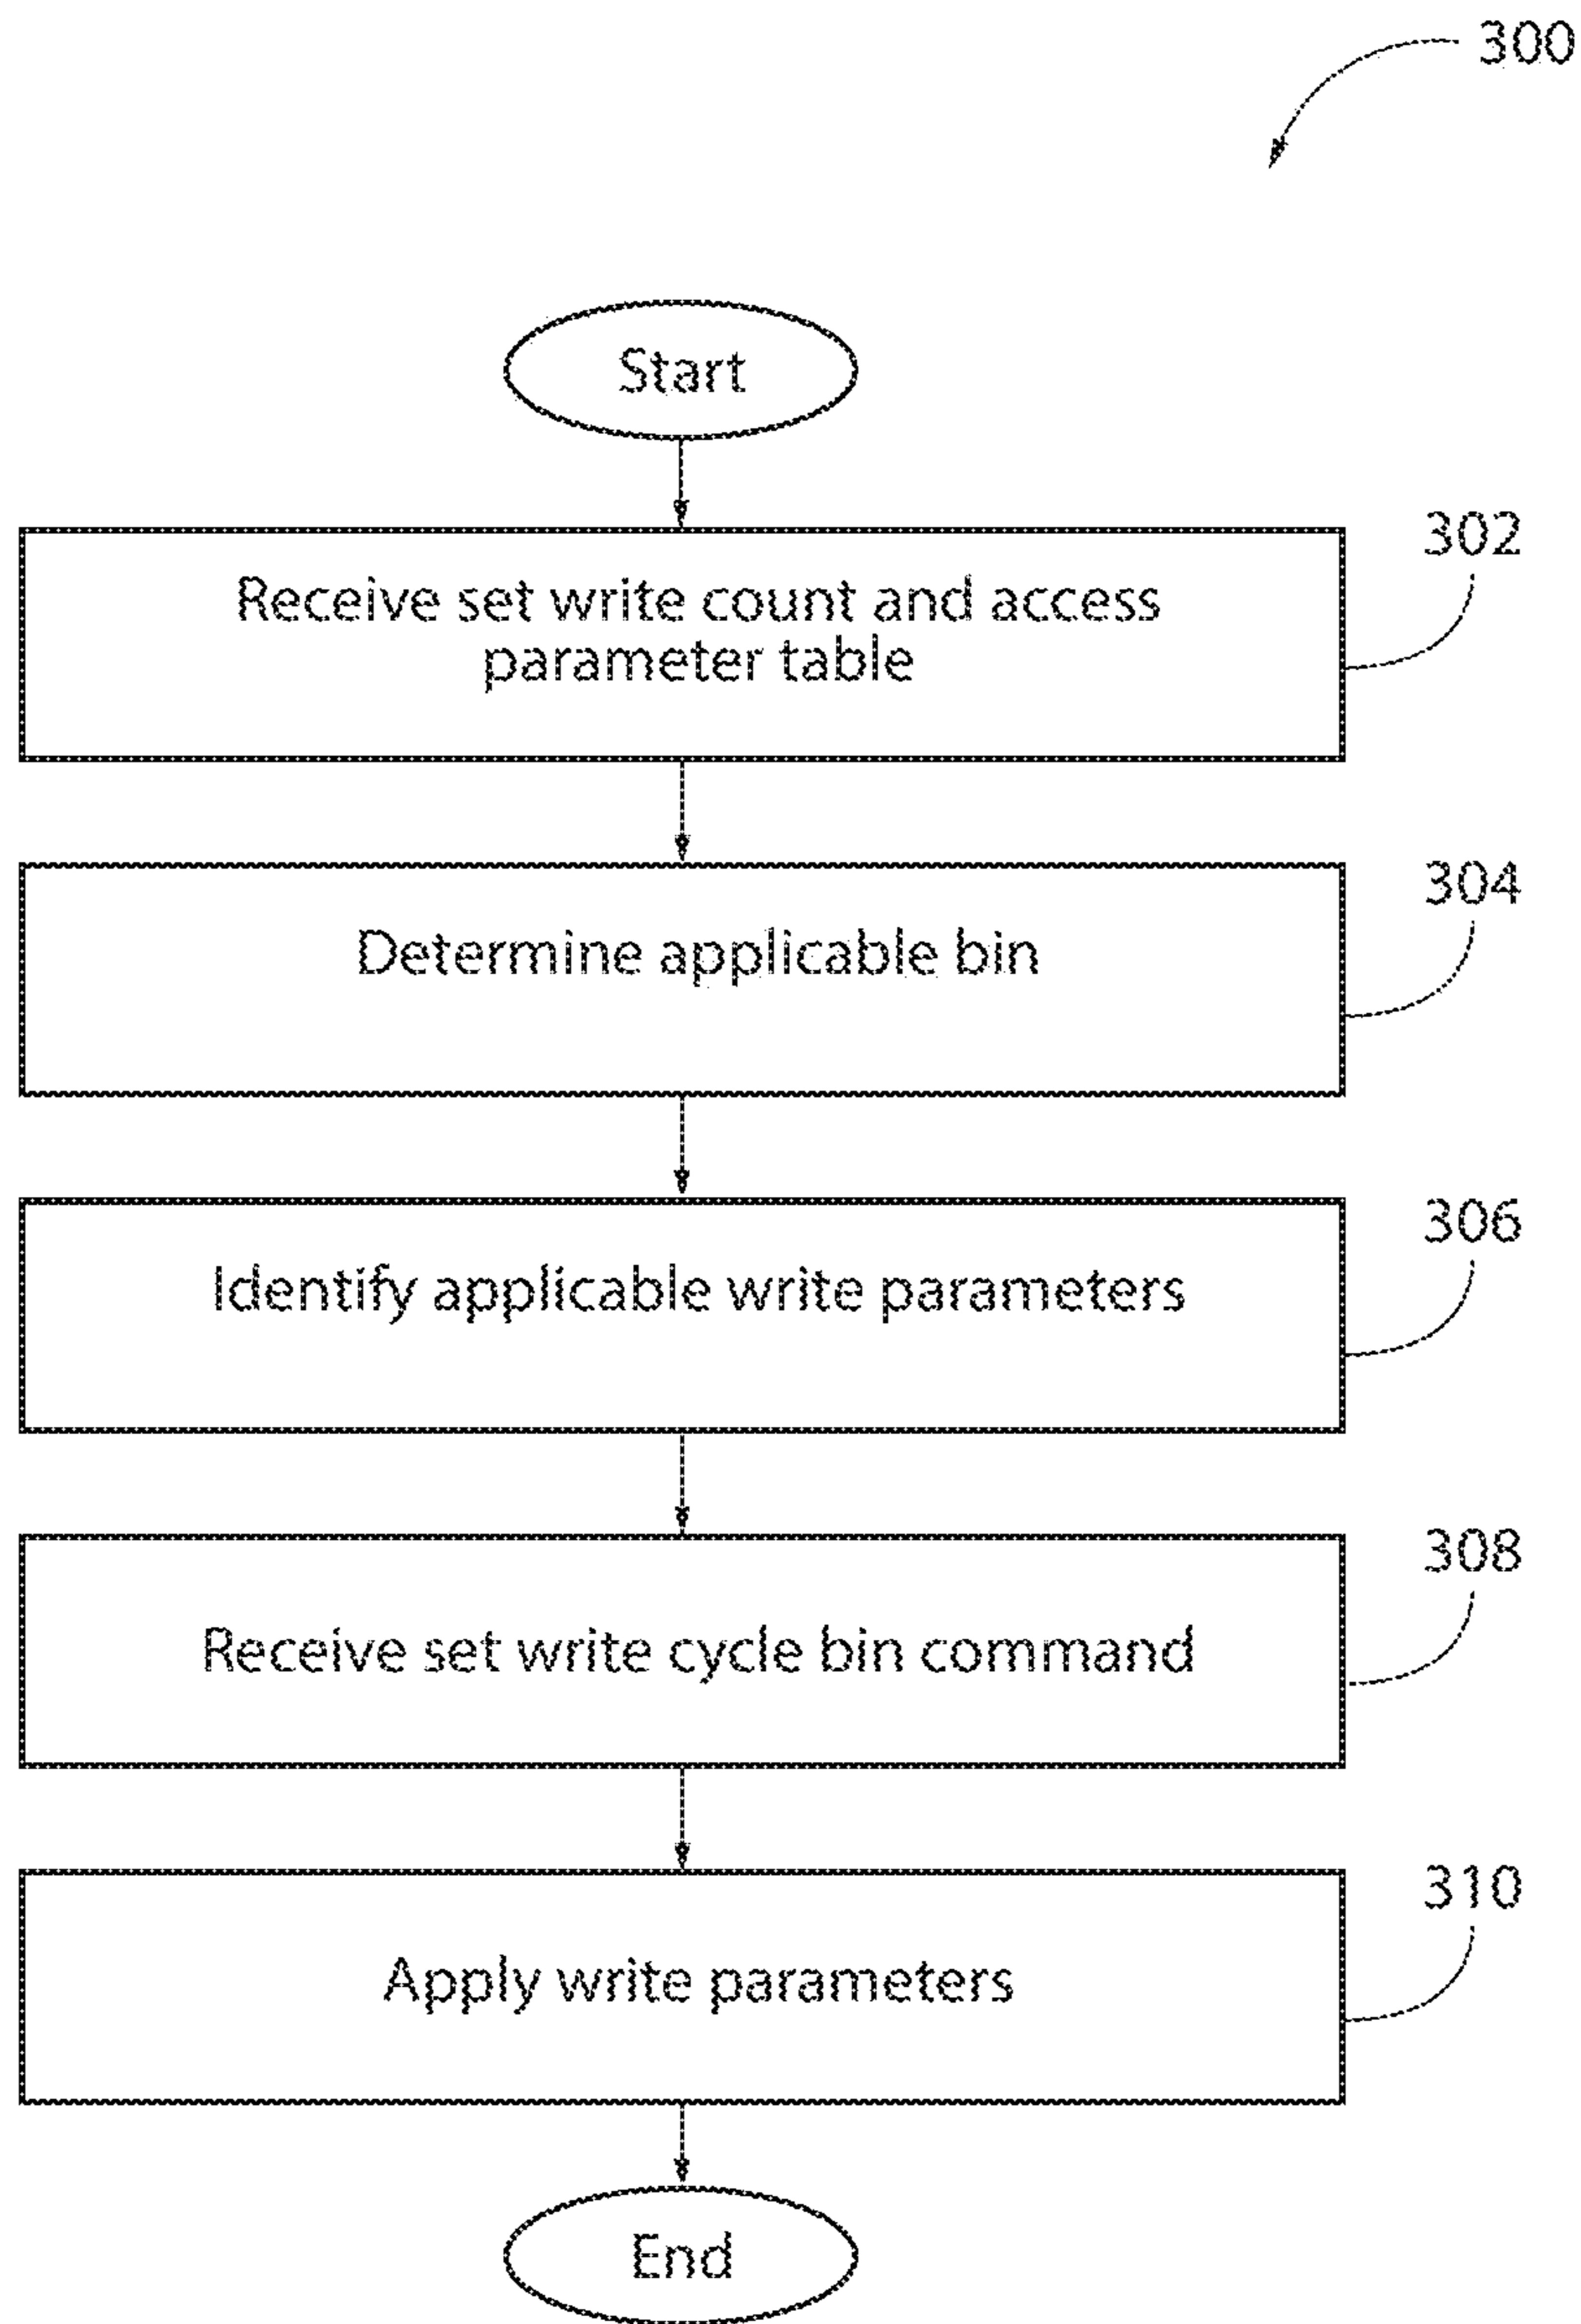 300
Start
302
Receive set write count and access
parameter table
304
Determine applicable bin
306
Identify applicable write parameters
308
Receive set write cycle bin command
310
Apply write parameters
End